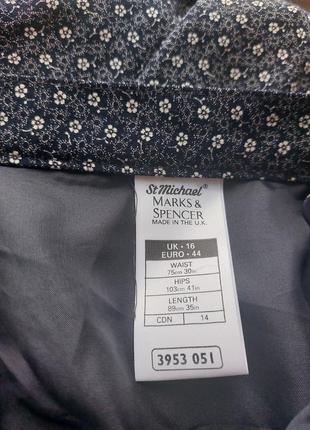 St Michael®
MARKS &
SPENCER
MADE IN THE U.K.
UK • 16
EURO • 44
WAIST
75cm 30in
HIPS
103cm 41in
LENGTH
89cm 35in
CDN 14
3953 051